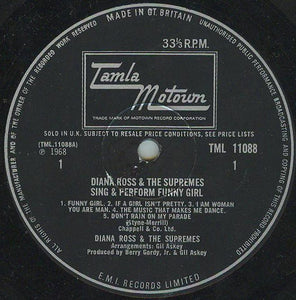 MADE IN GT. BRITAIN
33⅓ R.P.M.
Tamla
Motown
TRADE MARK OF MOTOWN RECORD CORPORATION
SOLD IN U.K. SUBJECT TO RESALE PRICE CONDITIONS, SEE PRICE LISTS
(TML.11088A)
℗ 1968
TML 11088
1
1
DIANA ROSS & THE SUPREMES
SING & PERFORM FUNNY GIRL
1. FUNNY GIRL. 2. IF A GIRL ISN'T PRETTY. 3. I AM WOMAN
YOU ARE MAN. 4. THE MUSIC THAT MAKES ME DANCE.
5. DON'T RAIN ON MY PARADE
(Styne-Merrill)
Chappell & Co. Ltd.
DIANA ROSS & THE SUPREMES
Arrangements: Gil Askey
Produced by Berry Gordy, Jr. & Gil Askey
E.M.I. RECORDS LIMITED
ALL RIGHTS OF THE MANUFACTURER AND OF THE OWNER OF THE RECORDED WORK RESERVED
UNAUTHORISED PUBLIC PERFORMANCE BROADCASTING AND COPYING OF THIS RECORD PROHIBITED